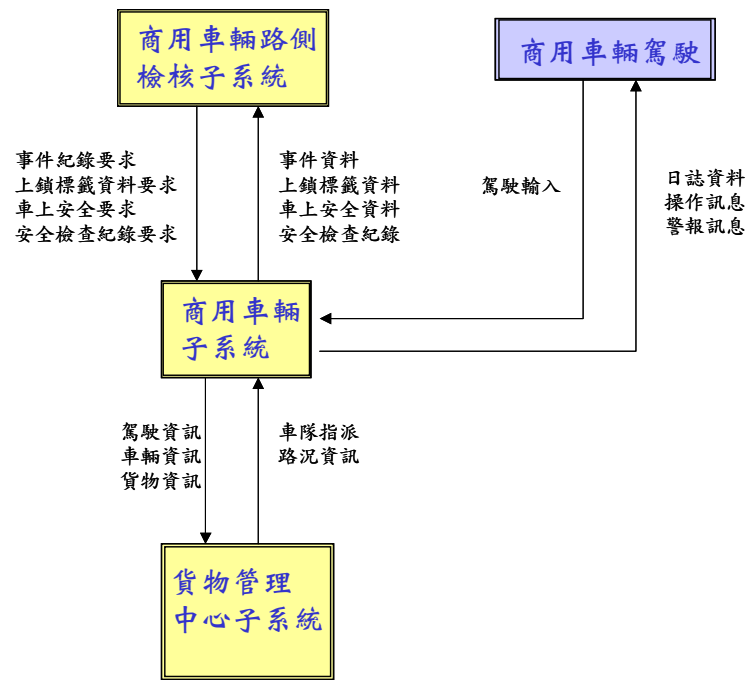 商用車輛路側
檢核子系統
商用車輛駕駛
事件紀錄要求
上鎖標籤資料要求
車上安全要求
安全檢查紀錄要求
事件資料
上鎖標籤資料
車上安全資料
安全檢查紀錄
駕駛輸入
日誌資料
操作訊息
警報訊息
商用車輛
子系統
駕駛資訊
車輛資訊
貨物資訊
車隊指派
路況資訊
貨物管理
中心子系統